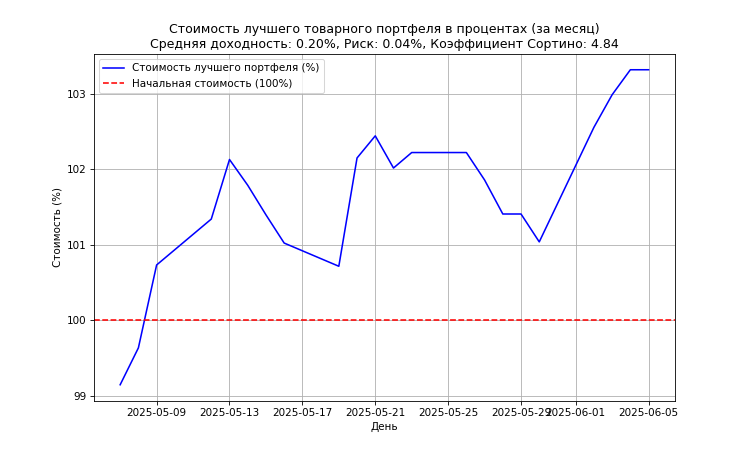 Стоимость лучшего товарного портфеля в процентах (за месяц)
Средняя доходность: 0.20%, Риск: 0.04%, Коэффициент Сортино: 4.84
Стоимость лучшего портфеля (%)
Начальная стоимость (100%)
Стоимость (%)
103
102
101
100
99
2025-05-09
2025-05-13
2025-05-17
2025-05-21
2025-05-25
2025-05-29
2025-06-01
2025-06-05
День